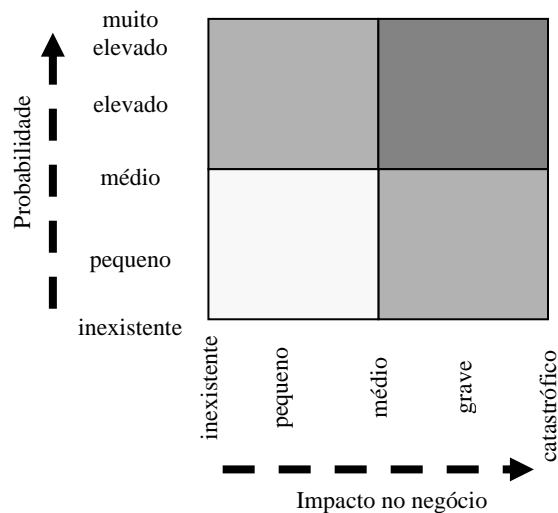 muito
elevado
elevado
médio
pequeno
inexistente
Probabilidade
inexistente
pequeno
médio
grave
catastrófico
Impacto no negócio